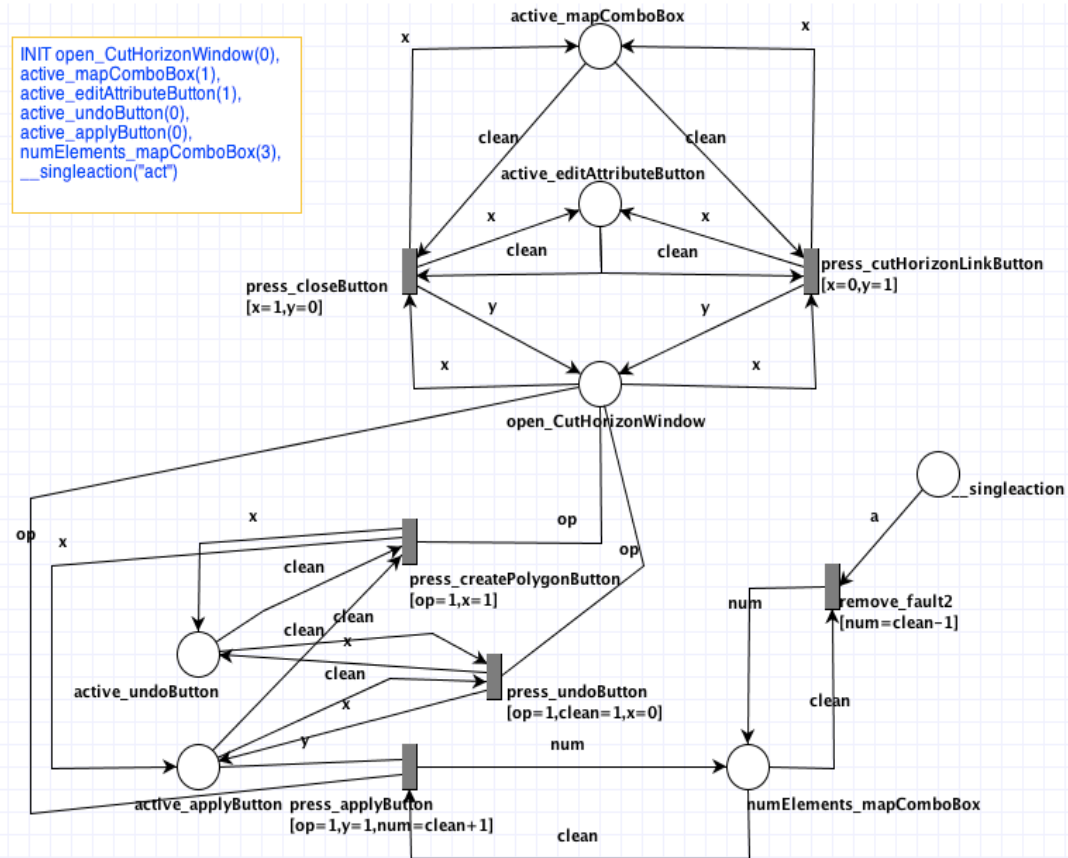 active_mapComboBox
x
x
INIT open_CutHorizonWindow(0),
active_mapComboBox(1),
active_editAttributeButton(1),
active_undoButton(0),
active_applyButton(0),
numElements_mapComboBox(3),
__singleaction("act")
clean
clean
active_editAttributeButton
x
x
clean
clean
press_cutHorizonLinkButton
[x=0,y=1]
press_closeButton
[x=1,y=0]
y
y
x
x
open_CutHorizonWindow
__singleaction
a
x
op
op
x
op
clean
press_createPolygonButton
[op=1,x=1]
num
remove_fault2
[num=clean-1]
clean
clean
x
clean
active_undoButton
press_undoButton
[op=1,clean=1,x=0]
clean
x
y
num
active_applyButton
press_applyButton
[op=1,y=1,num=clean+1]
numElements_mapComboBox
clean